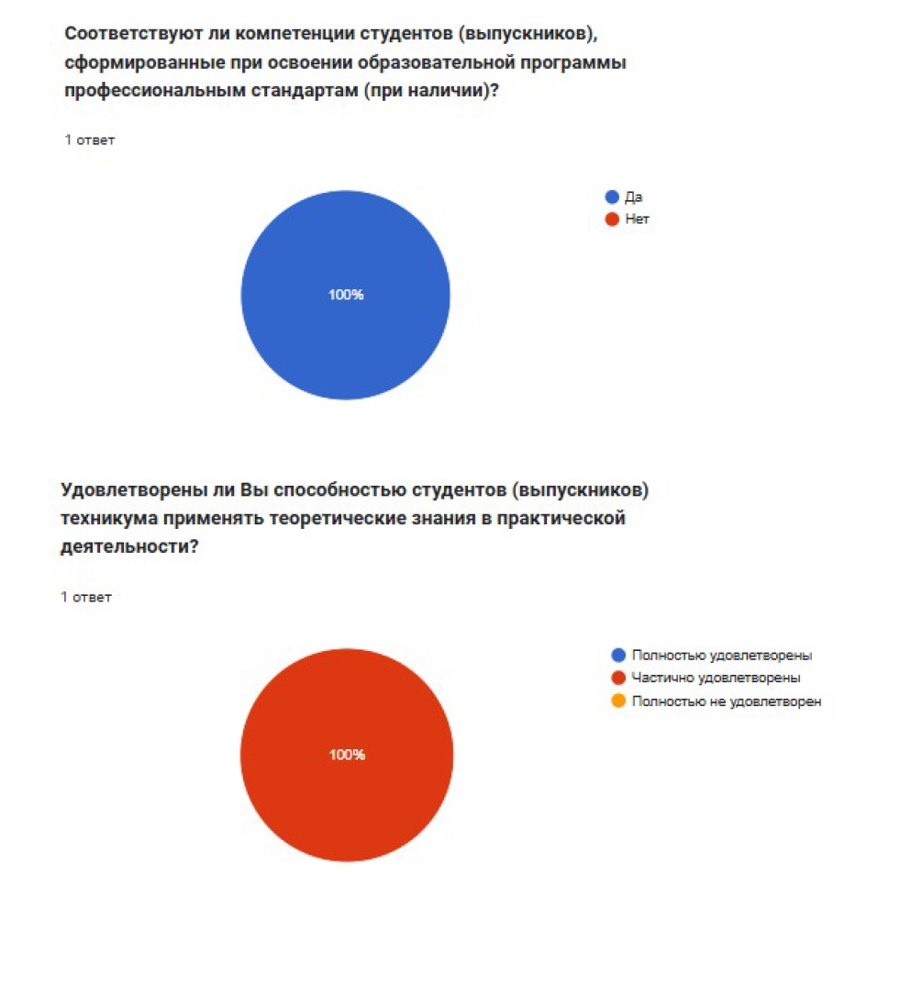 Соответствуют ли компетенции студентов (выпускников),
сформированные при освоении образовательной программы
профессиональным стандартам (при наличии)?
1 ответ
Да
Нет
100%
Удовлетворены ли Вы способностью студентов (выпускников)
техникума применять теоретические знания в практической
деятельности?
1 ответ
Полностью удовлетворены
Частично удовлетворены
Полностью не удовлетворен
100%